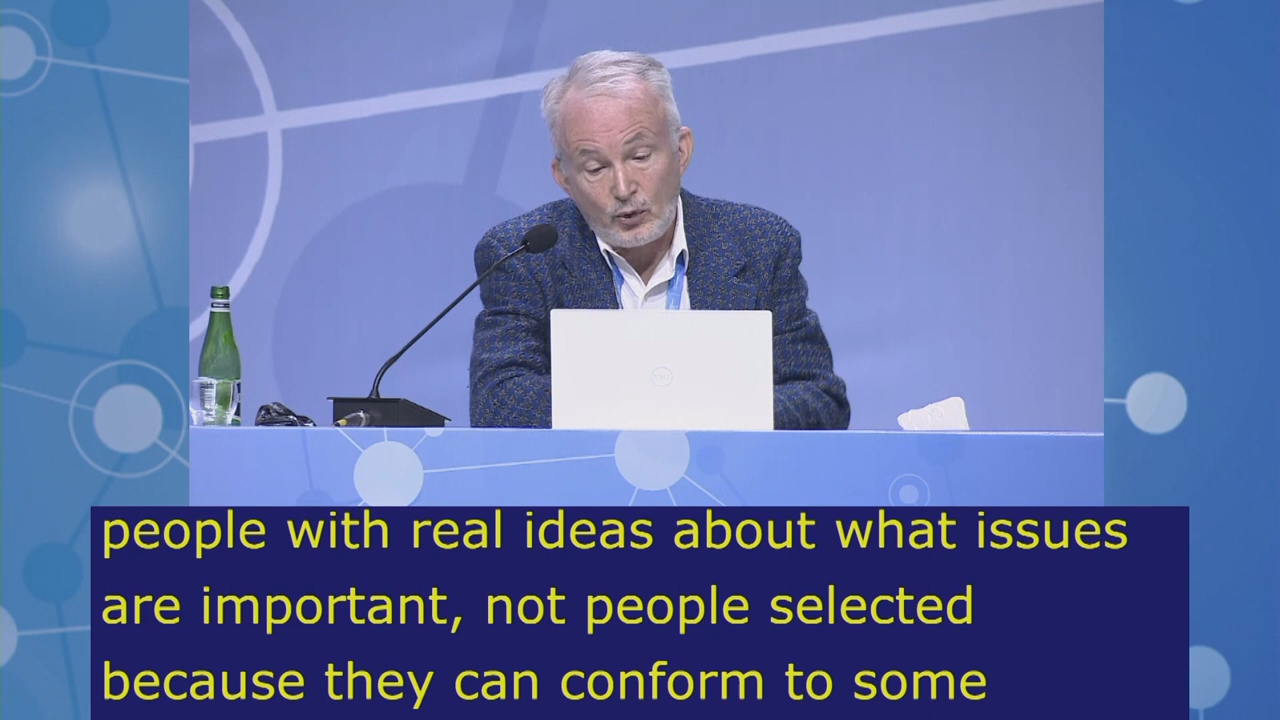 people with real ideas about what issues
are important, not people selected
because they can conform to some